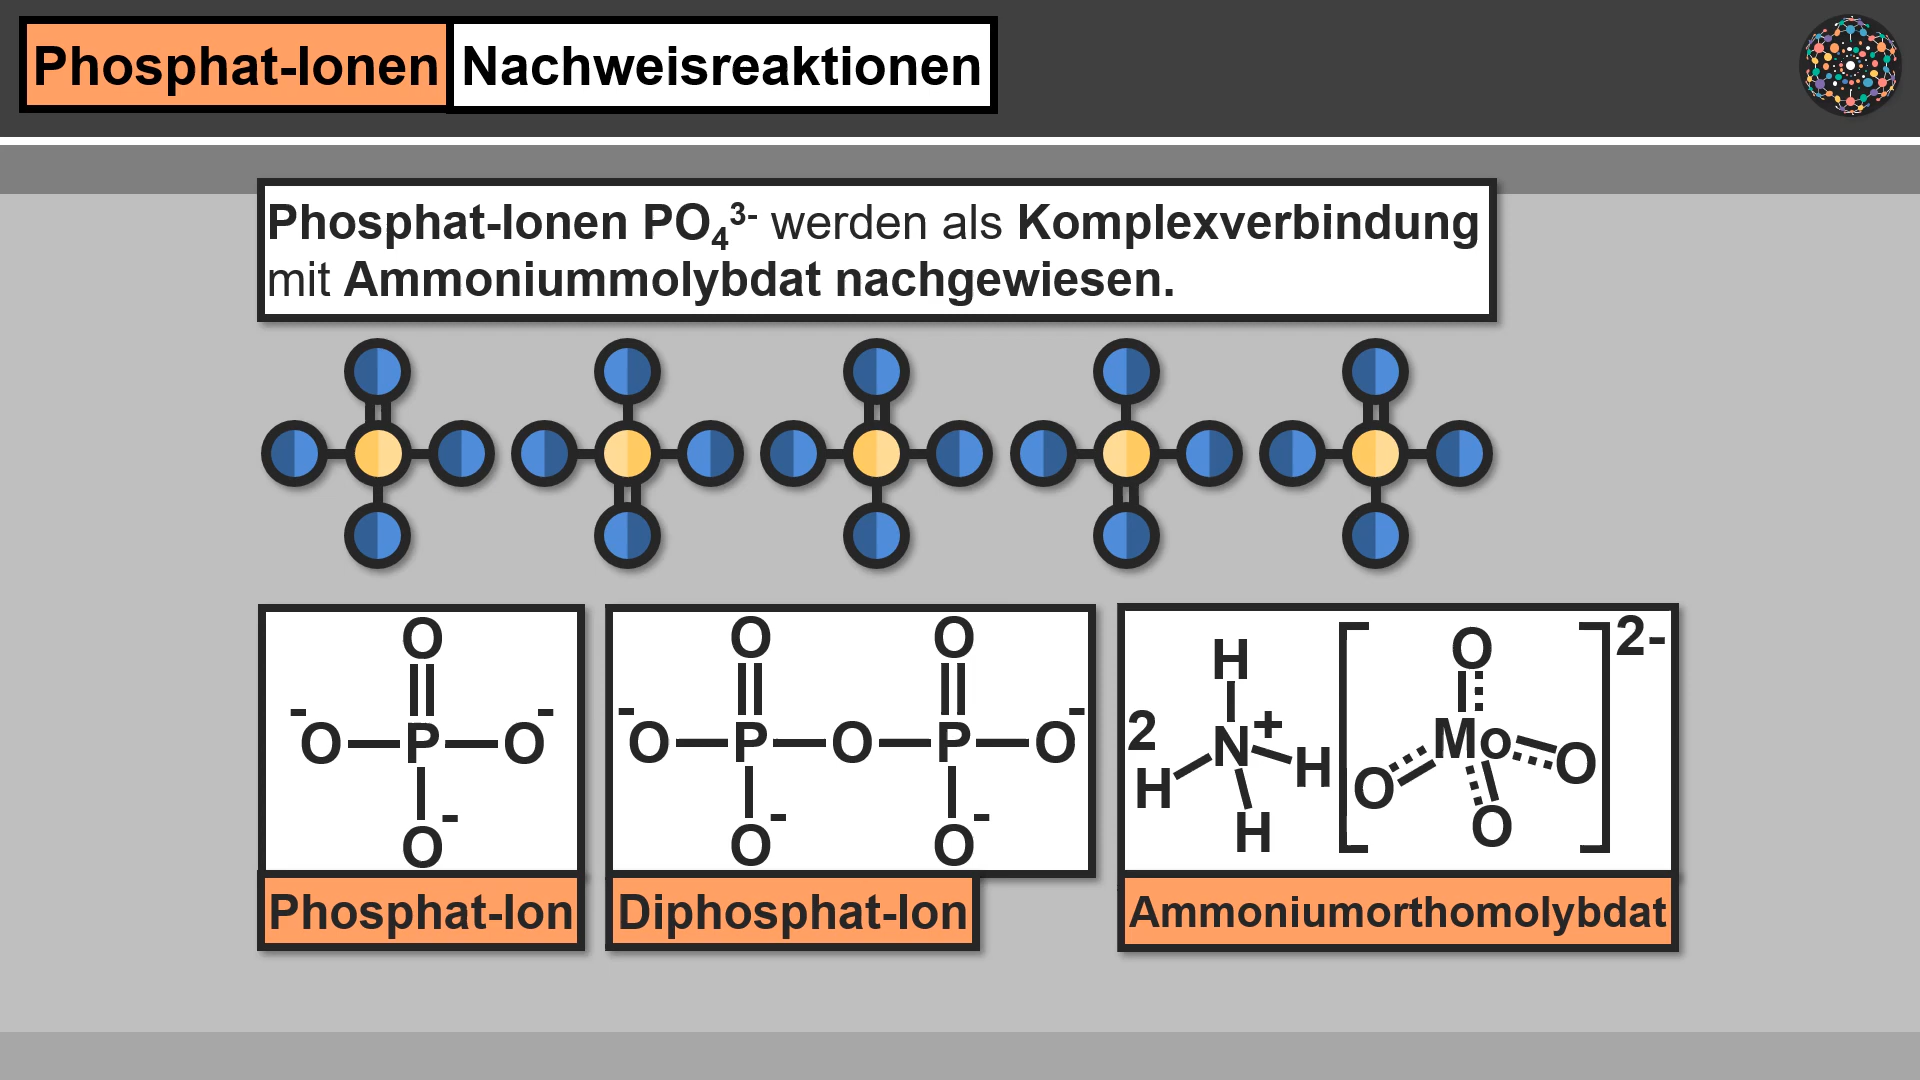 Phosphat-Ionen Nachweisreaktionen
Phosphat-Ionen PO₄³⁻ werden als Komplexverbindung
mit Ammoniummolybdat nachgewiesen.
O
-O P O-
O-
Phosphat-Ion
O O
-O P O P O-
O- O-
Diphosphat-Ion
H O 2-
2 N+ Mo
H H O O
H O
Ammoniumorthomolybdat